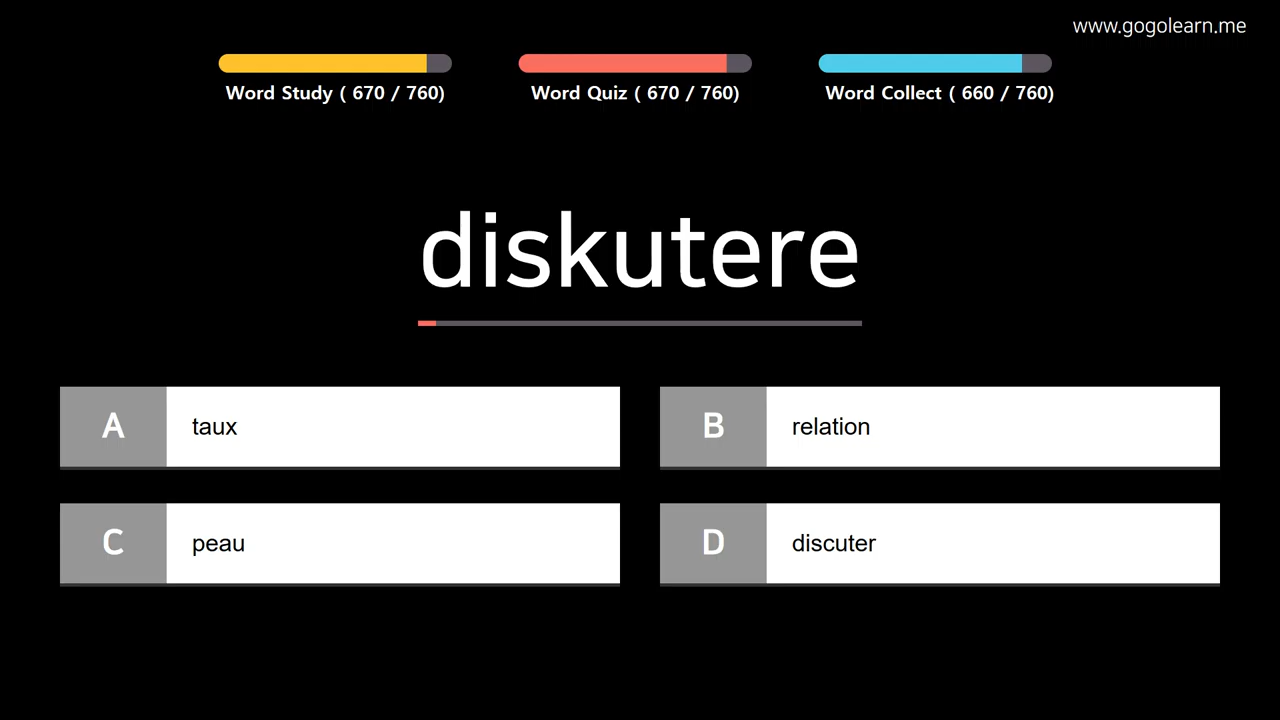 www.gogolearn.me
Word Study ( 670 / 760)
Word Quiz ( 670 / 760)
Word Collect ( 660 / 760)
diskutere
A taux
B relation
C peau
D discuter